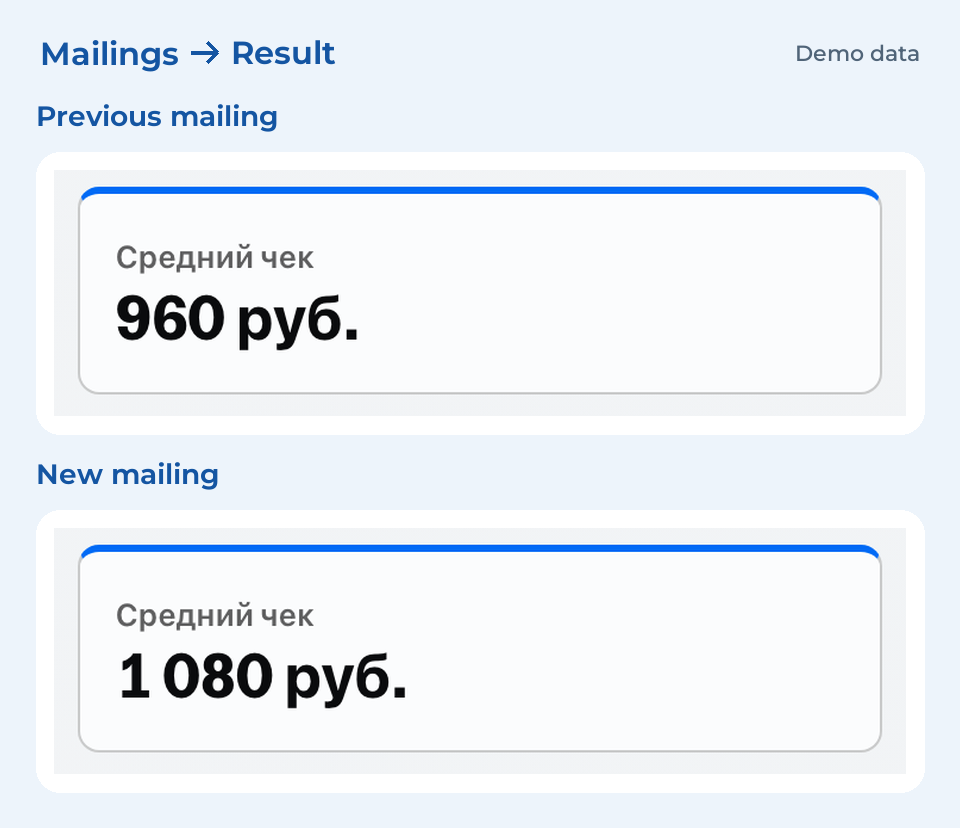 Mailings → Result
Demo data
Previous mailing
Средний чек
960 руб.
New mailing
Средний чек
1 080 руб.